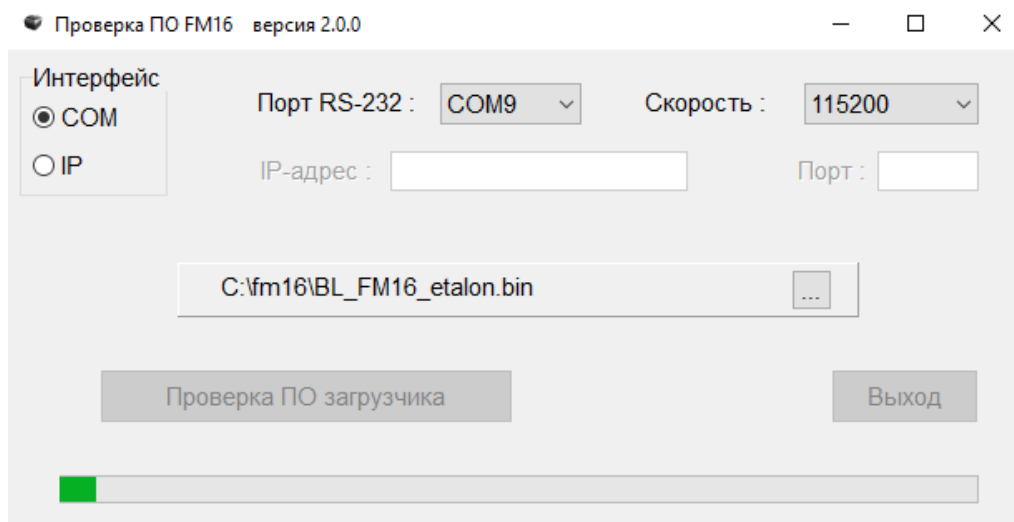 Проверка ПО FM16 версия 2.0.0
Интерфейс
COM
IP
Порт RS-232 : COM9 Скорость : 115200
IP-адрес : Порт :
C:\fm16\BL_FM16_etalon.bin ...
Проверка ПО загрузчика Выход